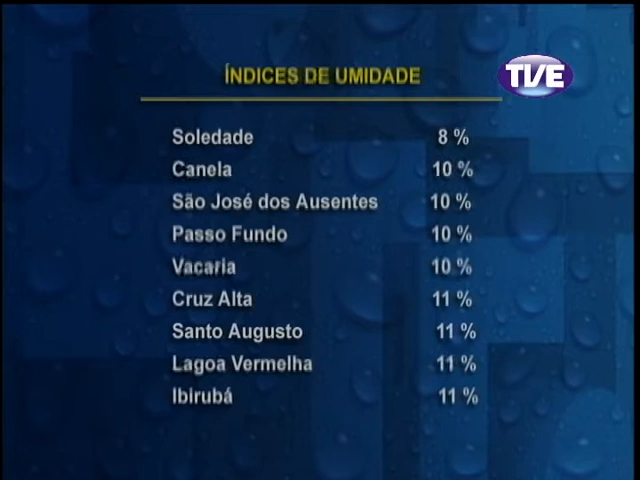 ÍNDICES DE UMIDADE
TVE
Soledade 8 %
Canela 10 %
São José dos Ausentes 10 %
Passo Fundo 10 %
Vacaria 10 %
Cruz Alta 11 %
Santo Augusto 11 %
Lagoa Vermelha 11 %
Ibirubá 11 %